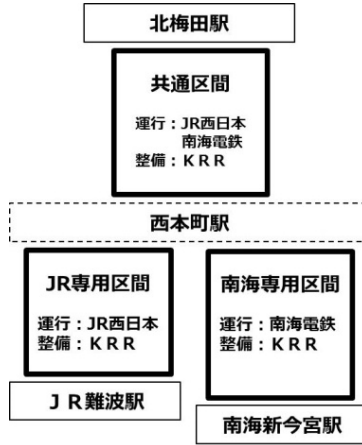 北梅田駅
共通区間
運行：JR西日本
南海電鉄
整備：ＫＲＲ
西本町駅
JR専用区間
運行：JR西日本
整備：ＫＲＲ
南海専用区間
運行：南海電鉄
整備：ＫＲＲ
ＪＲ難波駅
南海新今宮駅